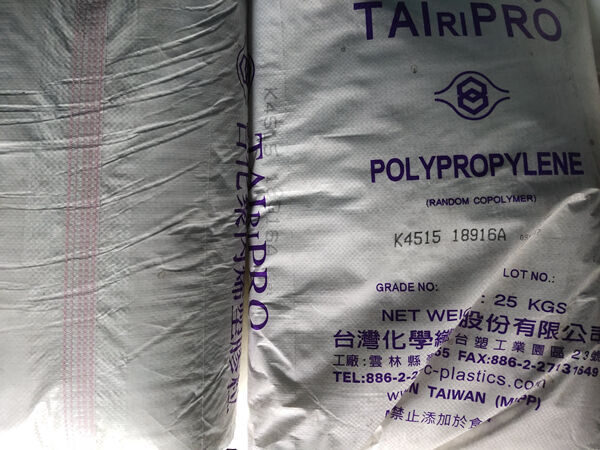 TAIRIPRO
POLYPROPYLENE
(RANDOM COPOLYMER)
K4515 18916A
LOT NO.:
GRADE NO:
NET WEI
: 25 KGS
股份有限公司
台灣化學纖
台塑工業園區
工廠:雲林縣
FAX:886-2-27
TEL:886-2-2
c-plastics.com
TAIWAN
禁止添加於食
TAIRIPRO
K4515